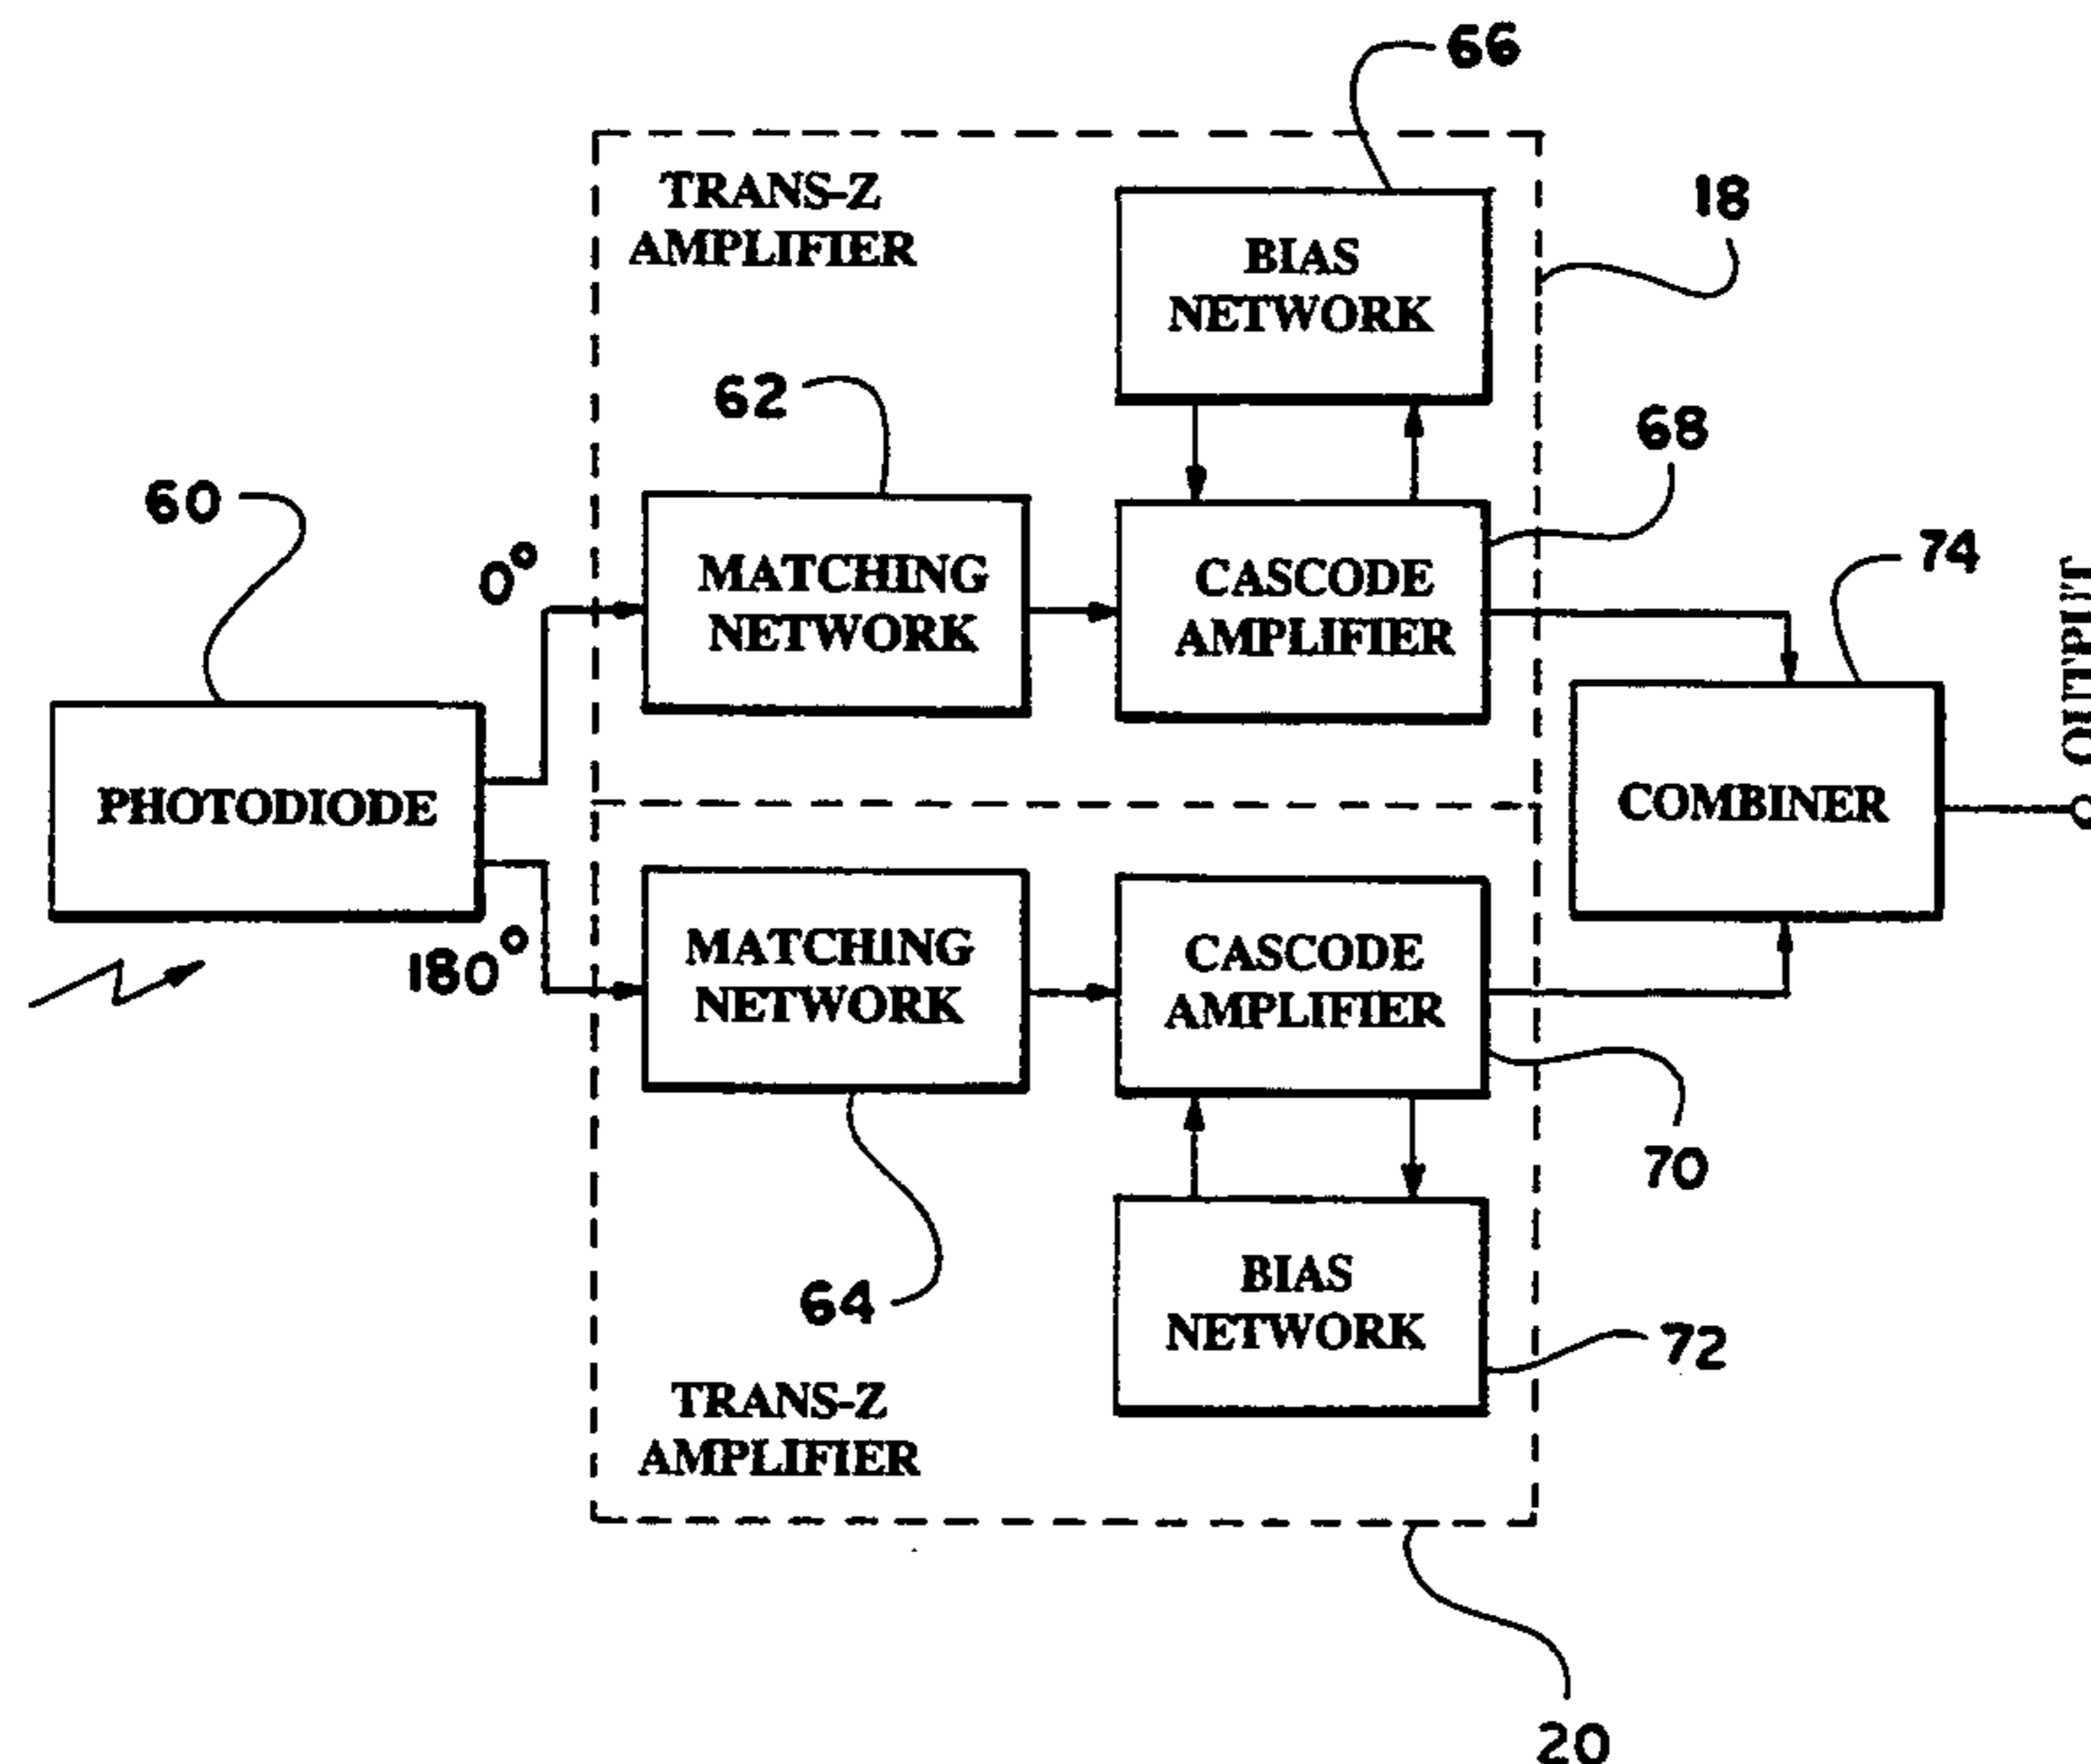 66
TRANS-Z
AMPLIFIER
18
BIAS
NETWORK
62
68
60
0°
74
MATCHING
NETWORK
CASCODE
AMPLIFIER
OUTPUT
PHOTODIODE
COMBINER
180°
MATCHING
NETWORK
CASCODE
AMPLIFIER
70
64
BIAS
NETWORK
72
TRANS-Z
AMPLIFIER
20